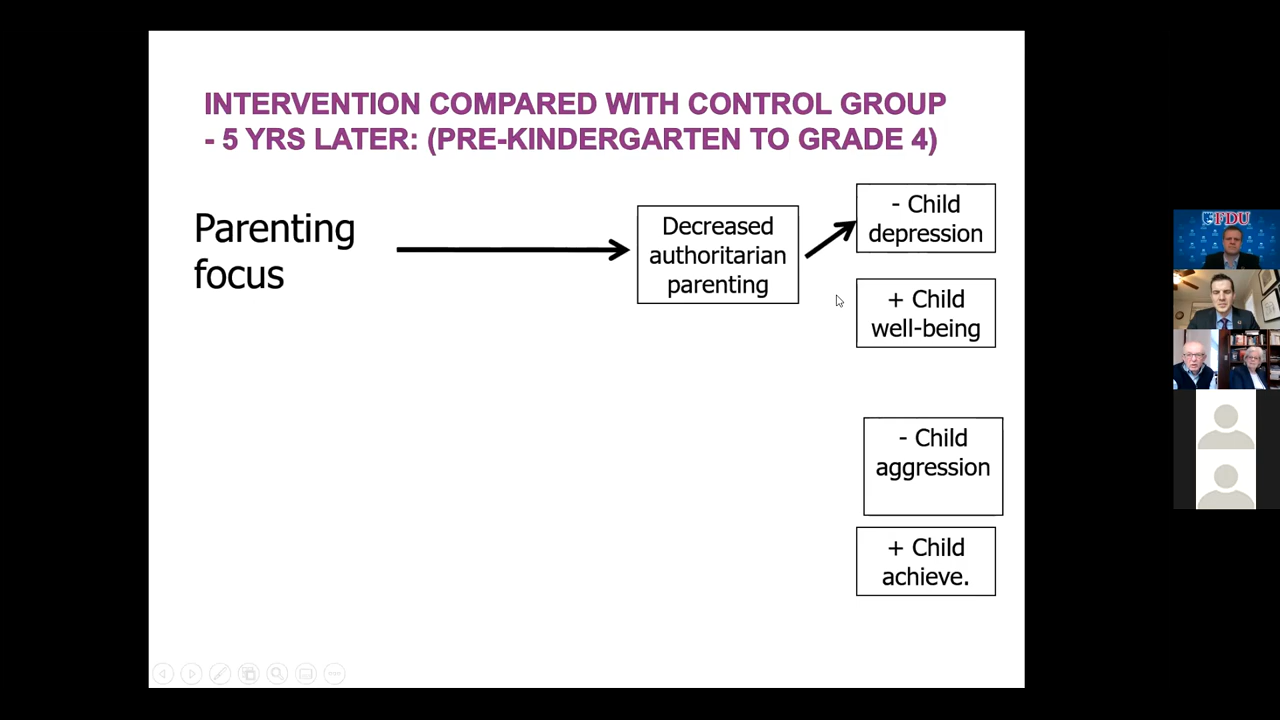 INTERVENTION COMPARED WITH CONTROL GROUP
- 5 YRS LATER: (PRE-KINDERGARTEN TO GRADE 4)
Parenting
focus
Decreased
authoritarian
parenting
- Child
depression
+ Child
well-being
- Child
aggression
+ Child
achieve.
FDU